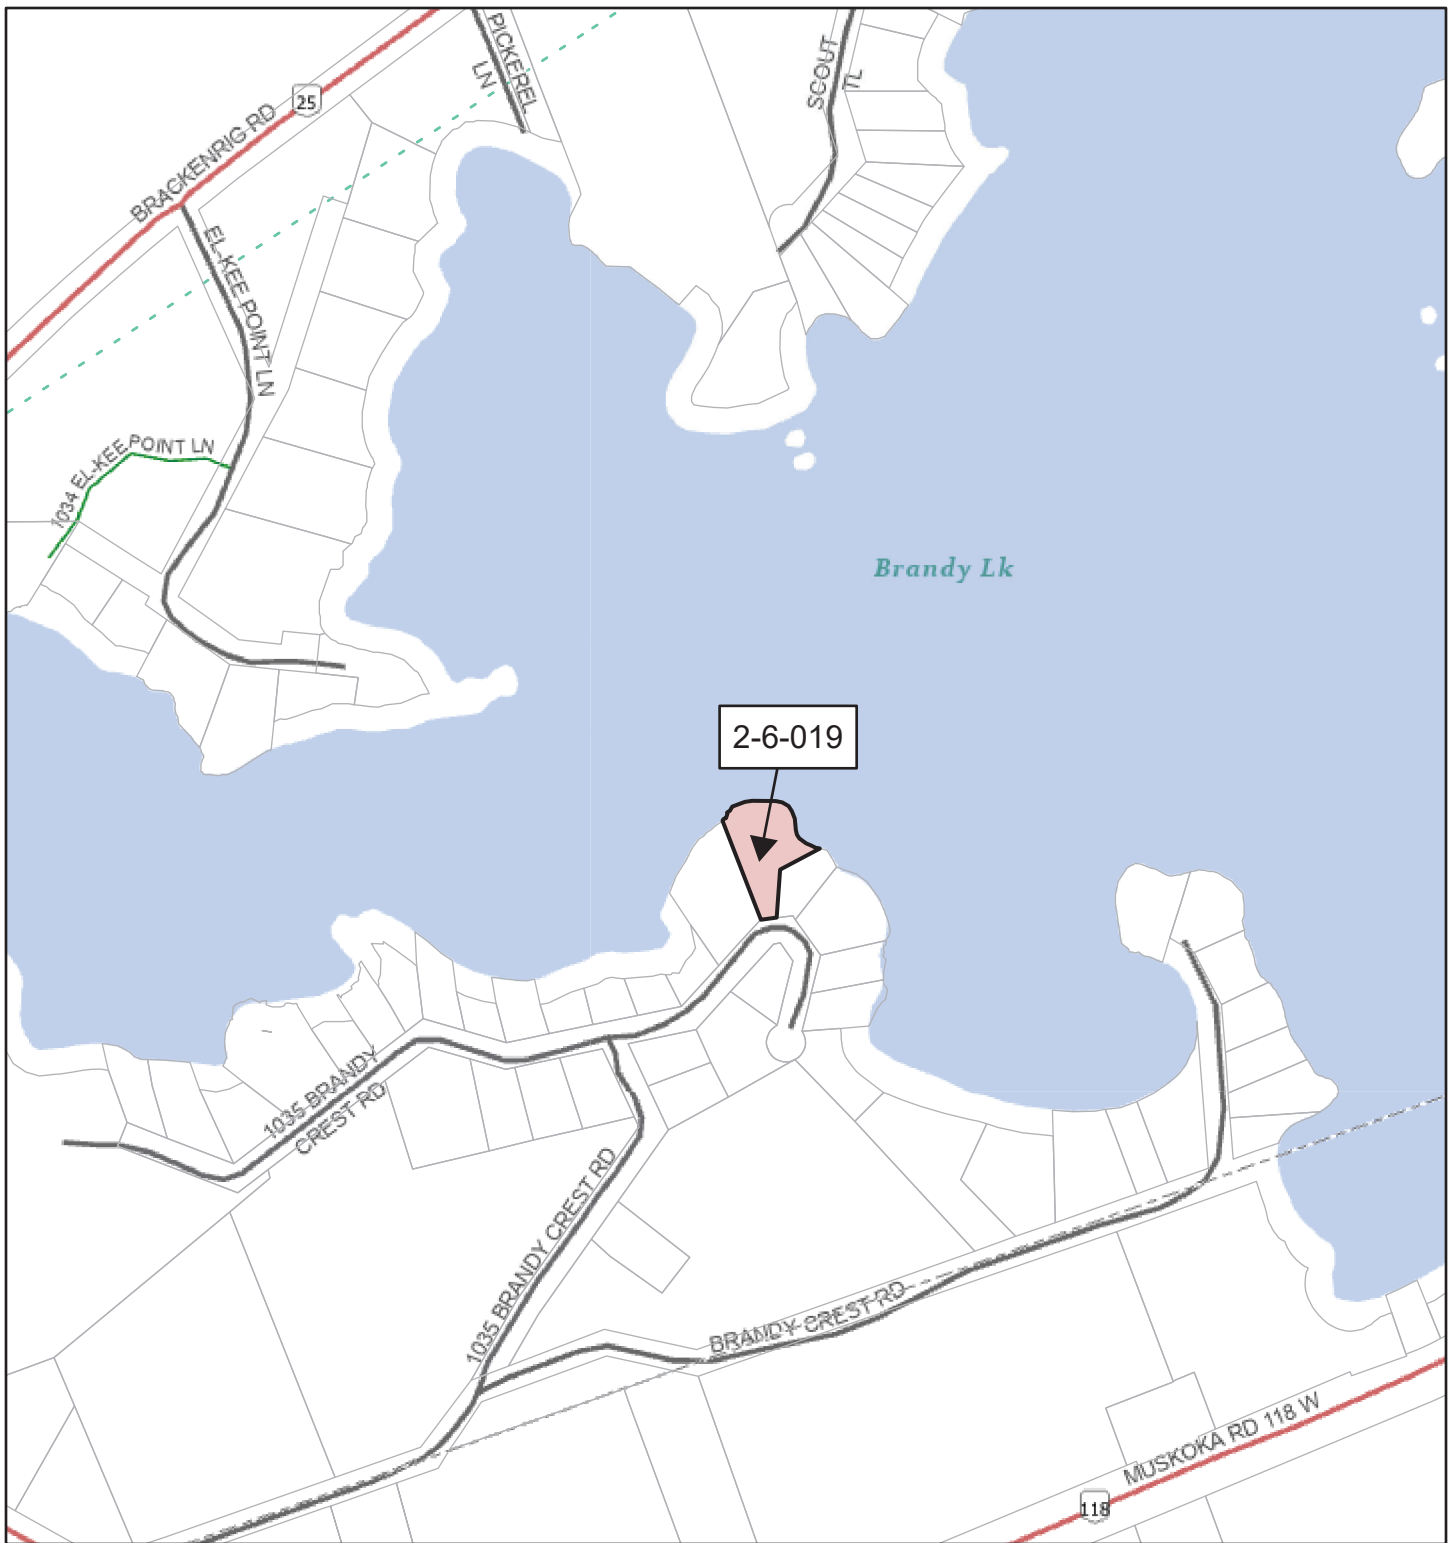 PICKEREL
LN
SCOUT
TL
25
BRACKENRIG RD
EL-KEE POINT LN
1034 EL-KEE POINT LN
Brandy Lk
2-6-019
1035 BRANDY
CREST RD
1035 BRANDY CREST RD
BRANDY CREST RD
MUSKOKA RD 118 W
118